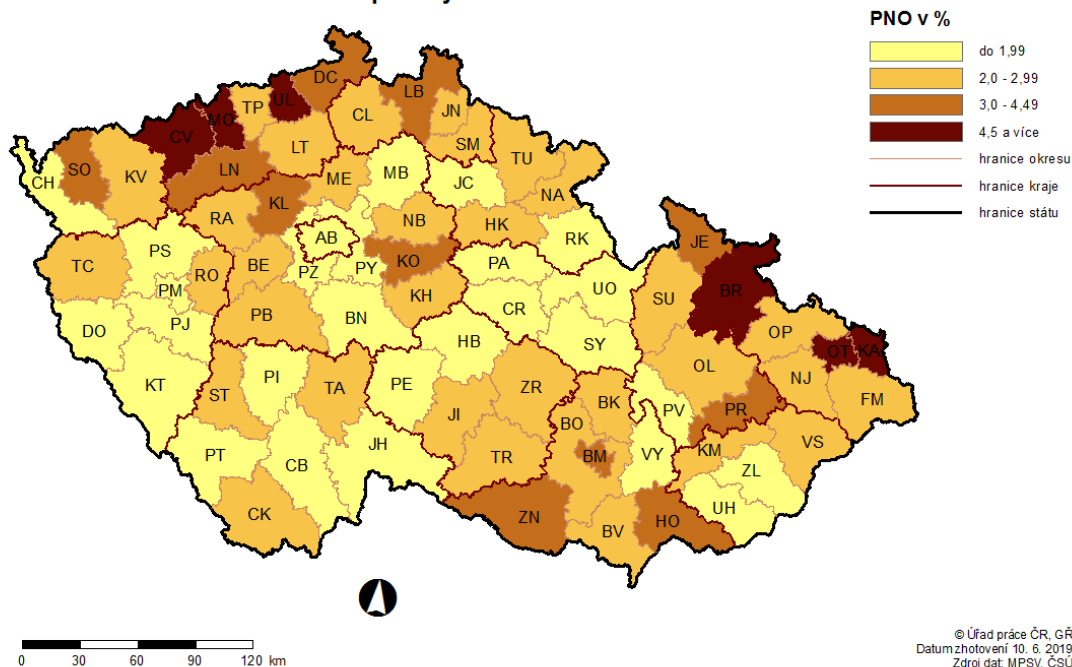 PNO v %
do 1,99
2,0 - 2,99
3,0 - 4,49
4,5 a více
hranice okresu
hranice kraje
hranice státu
DC
UL
LB
TP
MO
CL
JN
CV
LT
SM
TU
SO
KV
LN
ME
MB
JC
NA
CH
KL
RA
NB
HK
RK
AB
JE
TC
PS
RO
BE
PZ
PY
KO
PA
PM
KH
UO
SU
BR
DO
PJ
PB
BN
CR
OP
HB
SY
OT
KA
KT
PI
ST
TA
PE
ZR
OL
NJ
FM
JI
BK
PV
PR
BO
VS
PT
CB
JH
TR
BM
VY
KM
ZL
CK
ZN
BV
HO
UH
0 30 60 90 120 km
© Úřad práce ČR, GŘ
Datum zhotovení 10. 6. 2019
Zdroj dat: MPSV, ČSÚ